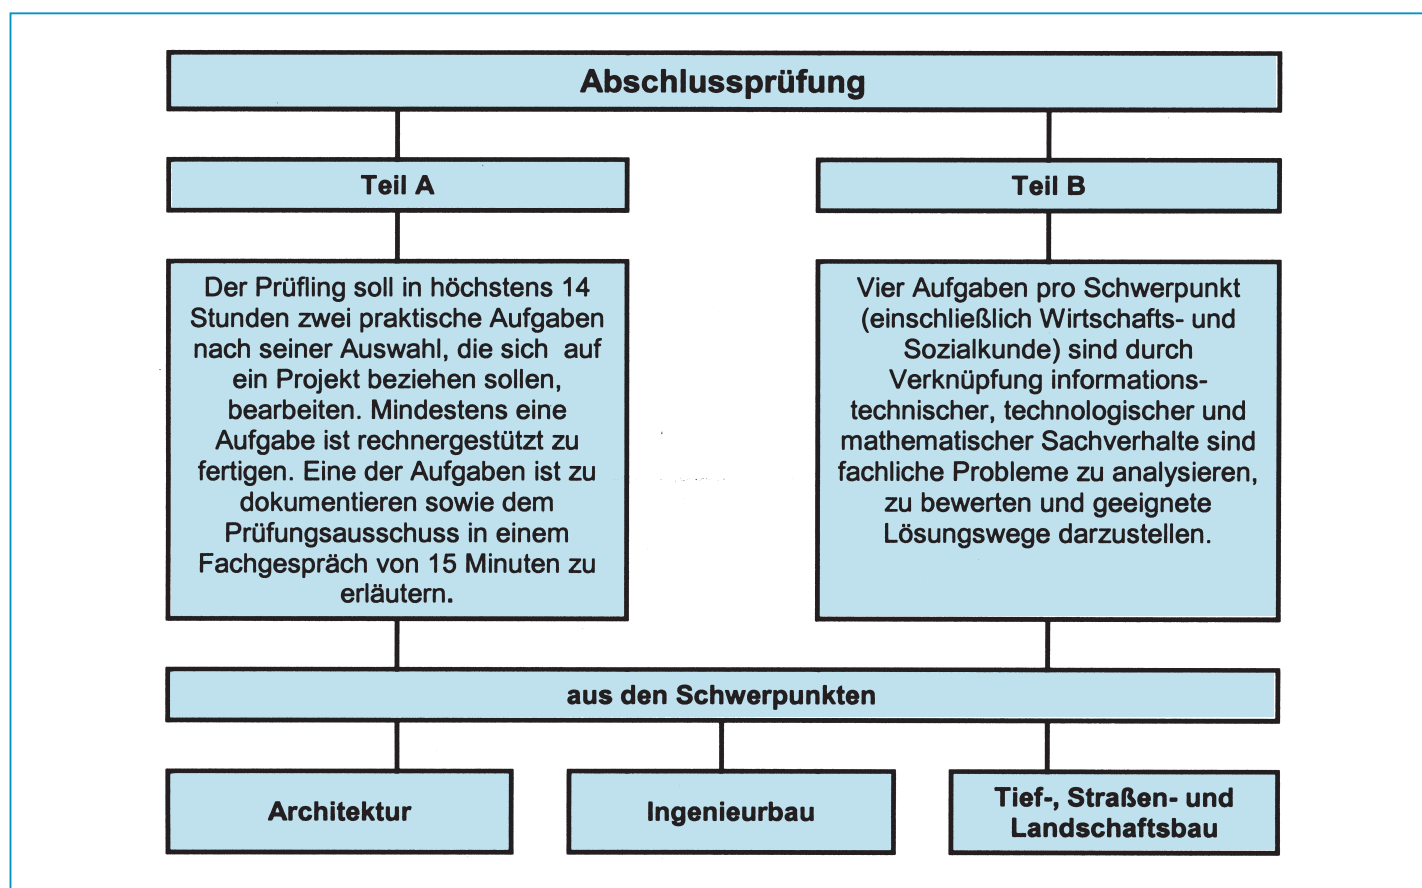 Abschlussprüfung
Teil A
Teil B
Der Prüfling soll in höchstens 14
Stunden zwei praktische Aufgaben
nach seiner Auswahl, die sich auf
ein Projekt beziehen sollen,
bearbeiten. Mindestens eine
Aufgabe ist rechnergestützt zu
fertigen. Eine der Aufgaben ist zu
dokumentieren sowie dem
Prüfungsausschuss in einem
Fachgespräch von 15 Minuten zu
erläutern.
Vier Aufgaben pro Schwerpunkt
(einschließlich Wirtschafts- und
Sozialkunde) sind durch
Verknüpfung informations-
technischer, technologischer und
mathematischer Sachverhalte sind
fachliche Probleme zu analysieren,
zu bewerten und geeignete
Lösungswege darzustellen.
aus den Schwerpunkten
Architektur
Ingenieurbau
Tief-, Straßen- und
Landschaftsbau